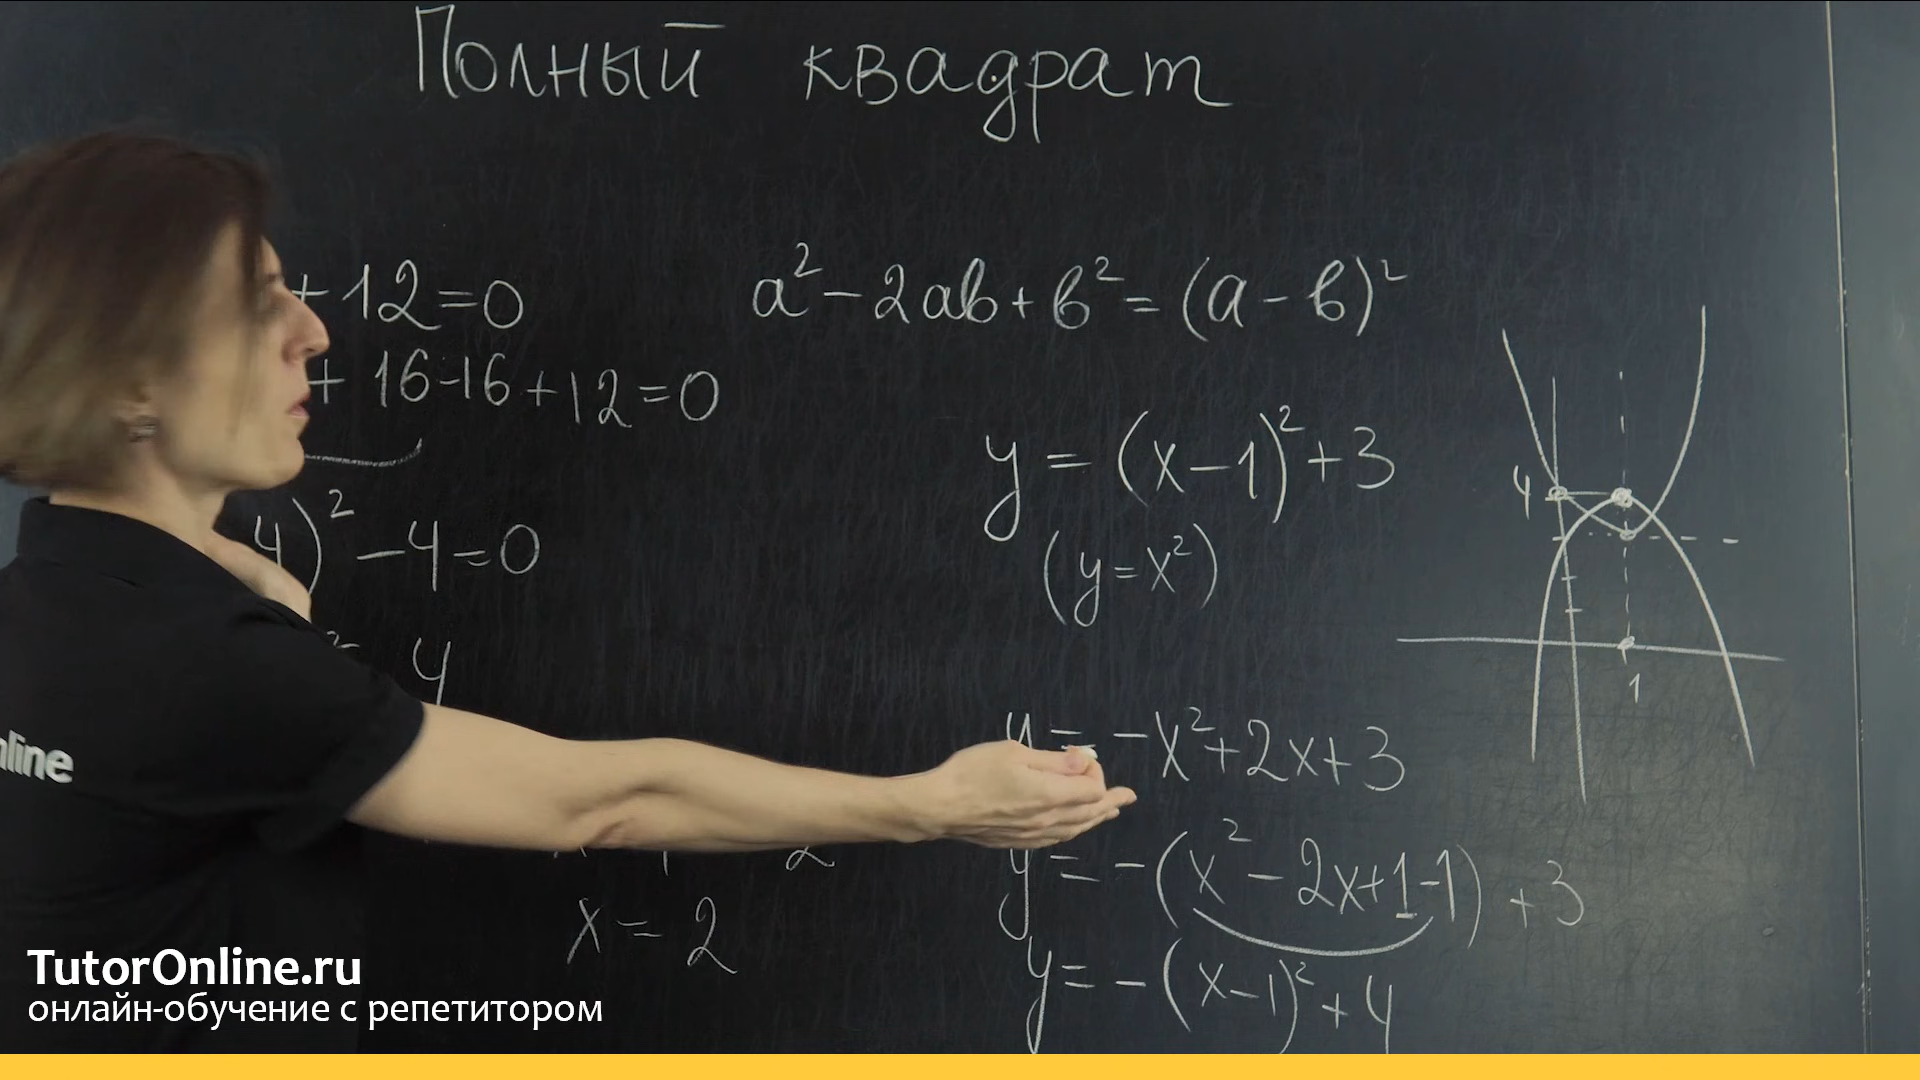 Полный квадрат
+12=0
+ 16-16+12=0
4)² -4=0
² 4
x = 2
a²-2ab+b²=(a-b)²
y = (x-1)²+3
(y=x²)
y = -x²+2x+3
y = -(x²-2x+1-1)+3
y = -(x-1)²+4
4
1
line
TutorOnline.ru
онлайн-обучение с репетитором